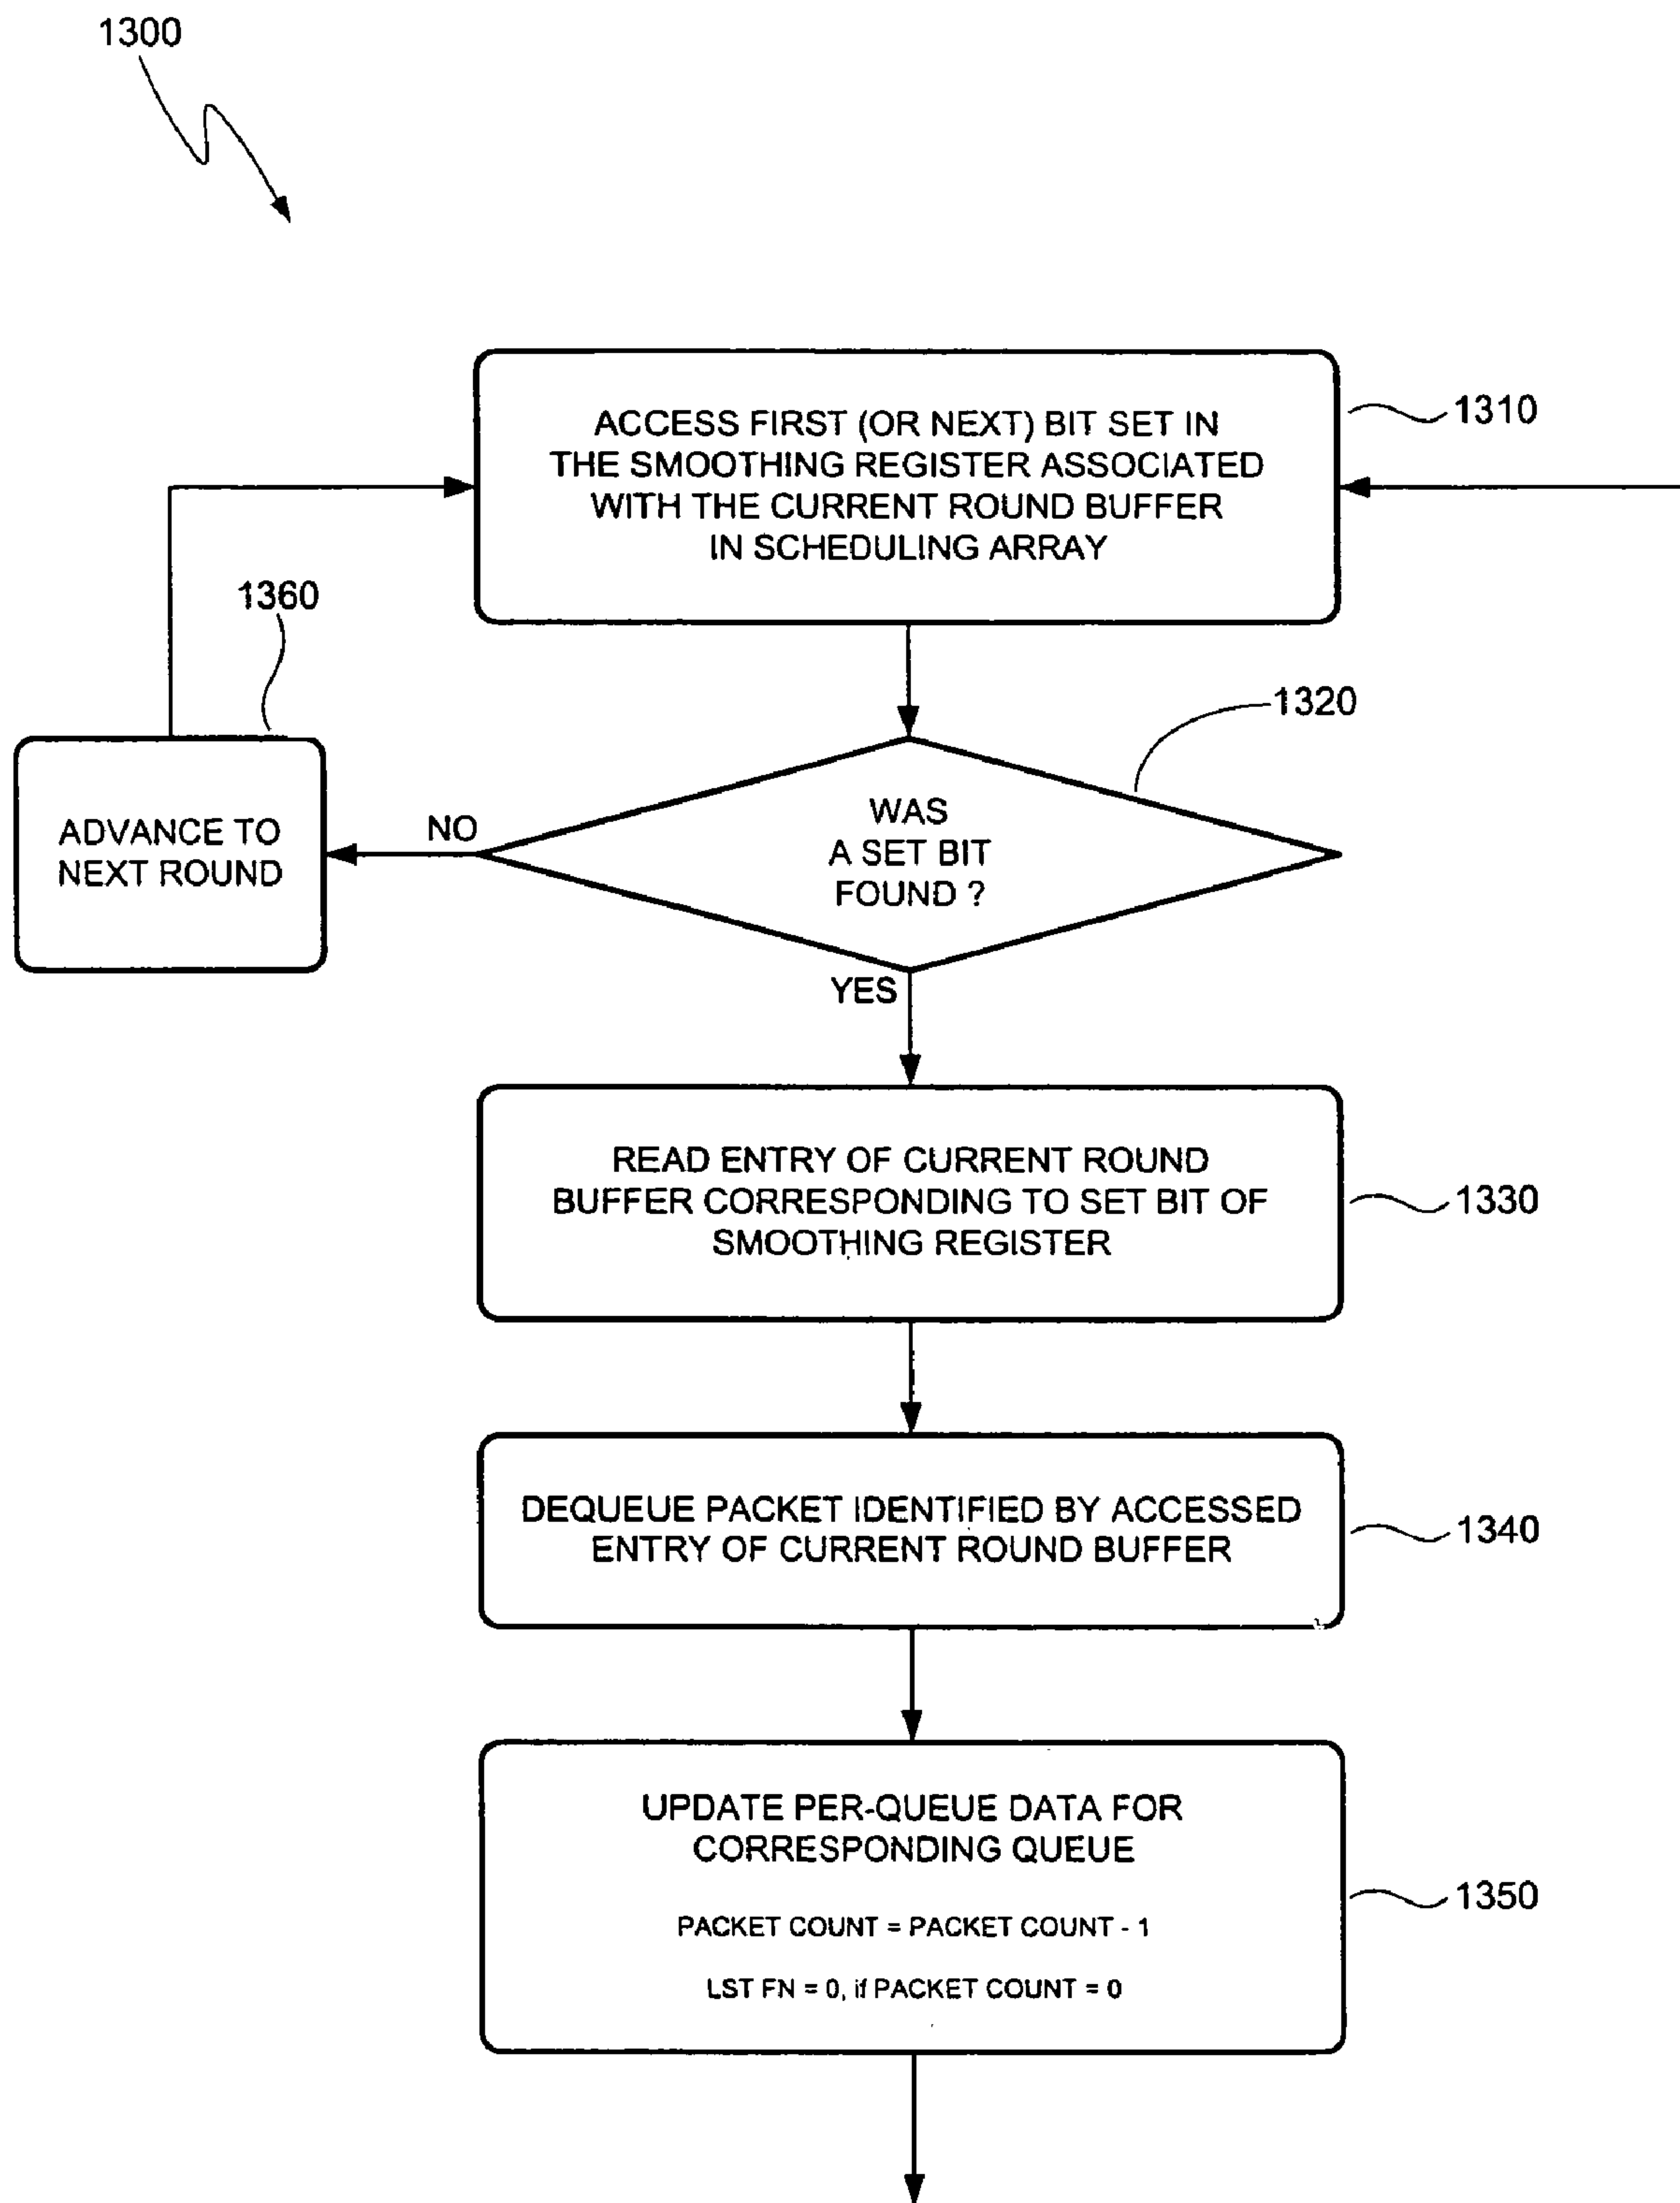 1300
ACCESS FIRST (OR NEXT) BIT SET IN
THE SMOOTHING REGISTER ASSOCIATED
WITH THE CURRENT ROUND BUFFER
IN SCHEDULING ARRAY
1310
1360
1320
ADVANCE TO
NEXT ROUND
NO
WAS
A SET BIT
FOUND ?
YES
READ ENTRY OF CURRENT ROUND
BUFFER CORRESPONDING TO SET BIT OF
SMOOTHING REGISTER
1330
DEQUEUE PACKET IDENTIFIED BY ACCESSED
ENTRY OF CURRENT ROUND BUFFER
1340
UPDATE PER-QUEUE DATA FOR
CORRESPONDING QUEUE
PACKET COUNT = PACKET COUNT - 1
LST FN = 0, if PACKET COUNT = 0
1350